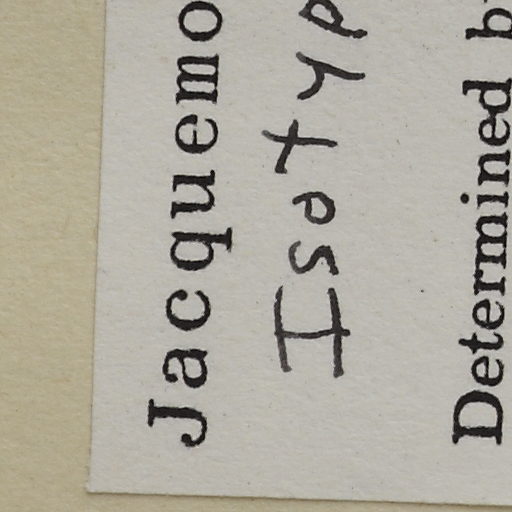 Jacquemo
Isotyp
Determined b